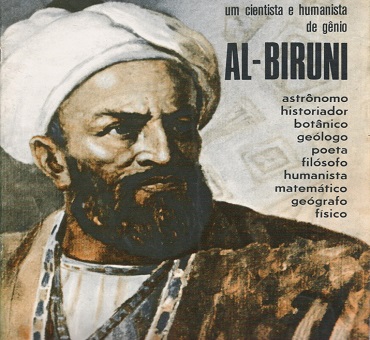 um cientista e humanista
de gênio
AL-BIRUNI
astrônomo
historiador
botânico
geólogo
poeta
filósofo
humanista
matemático
geógrafo
físico